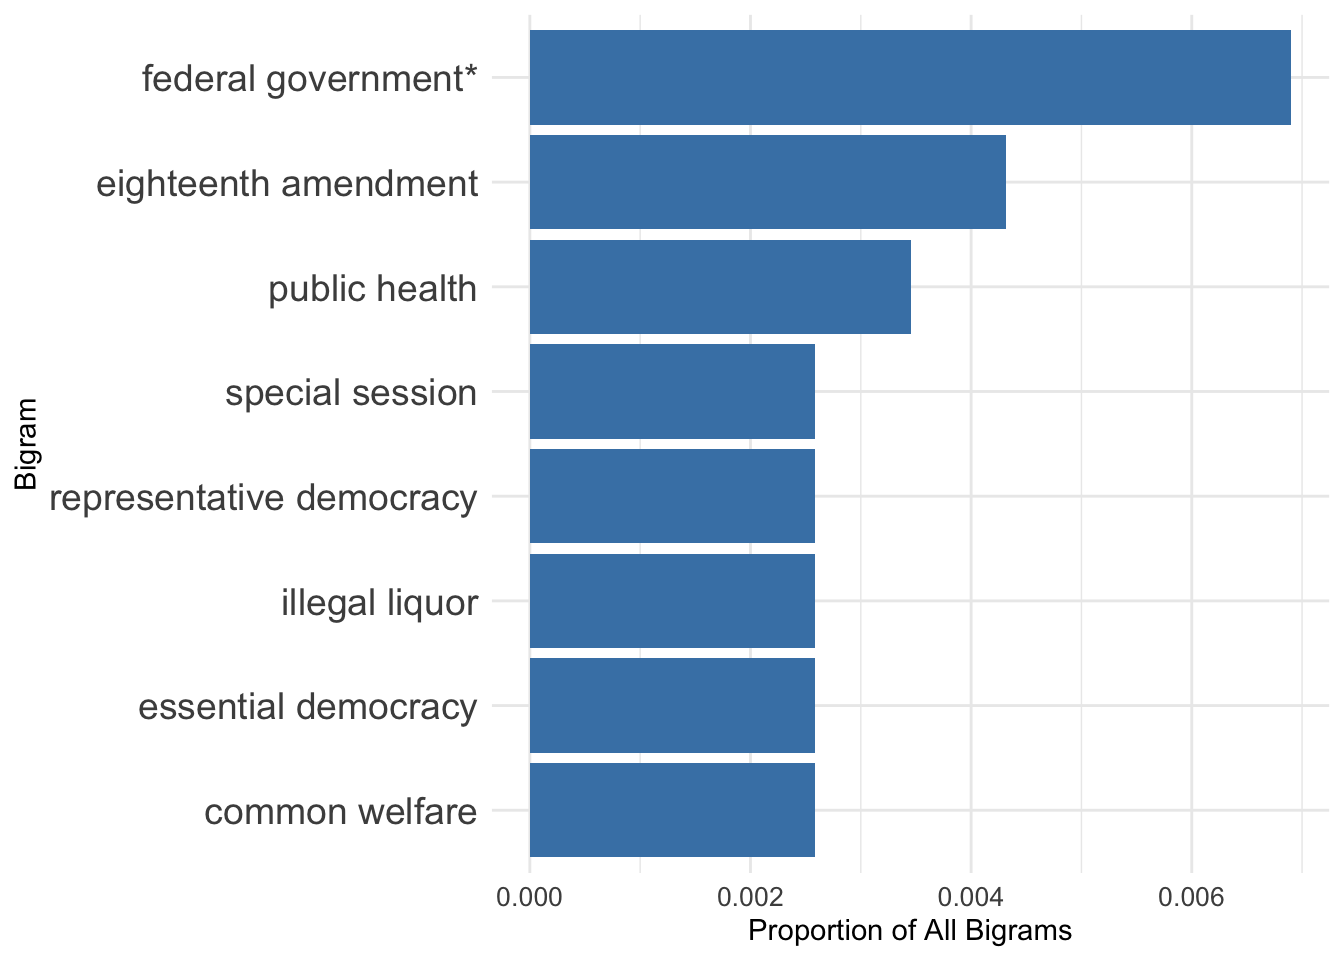 federal government*
eighteenth amendment
public health
special session
representative democracy
illegal liquor
essential democracy
common welfare
Bigram
0.000 0.002 0.004 0.006
Proportion of All Bigrams